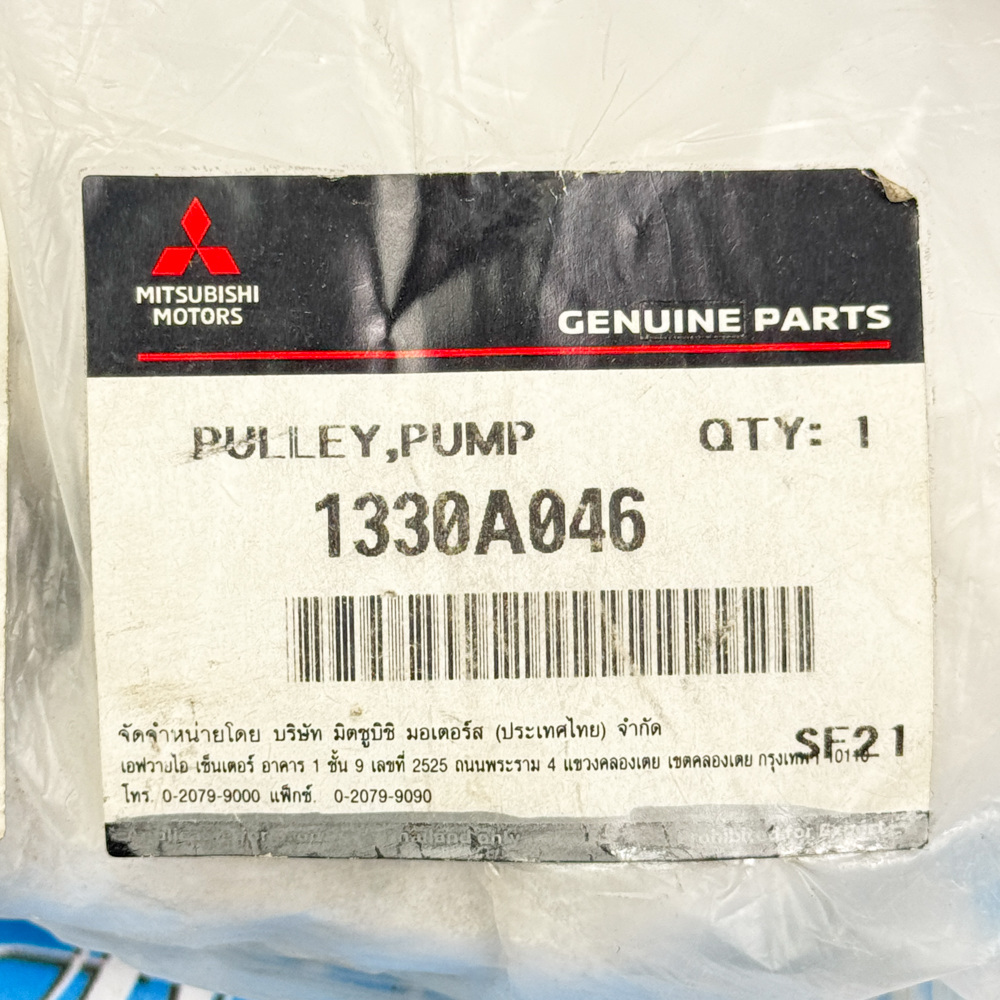 MITSUBISHI
MOTORS
GENUINE PARTS
PULLEY,PUMP QTY: 1
1330A046
จัดจำหน่ายโดย บริษัท มิตซูบิชิ มอเตอร์ส (ประเทศไทย) จำกัด
SF21
เอฟวายไอ เซ็นเตอร์ อาคาร 1 ชั้น 9 เลขที่ 2525 ถนนพระราม 4 แขวงคลองเตย เขตคลองเตย กรุงเทพฯ 10110
โทร. 0-2079-9000 แฟ็กซ์. 0-2079-9090
only for Export